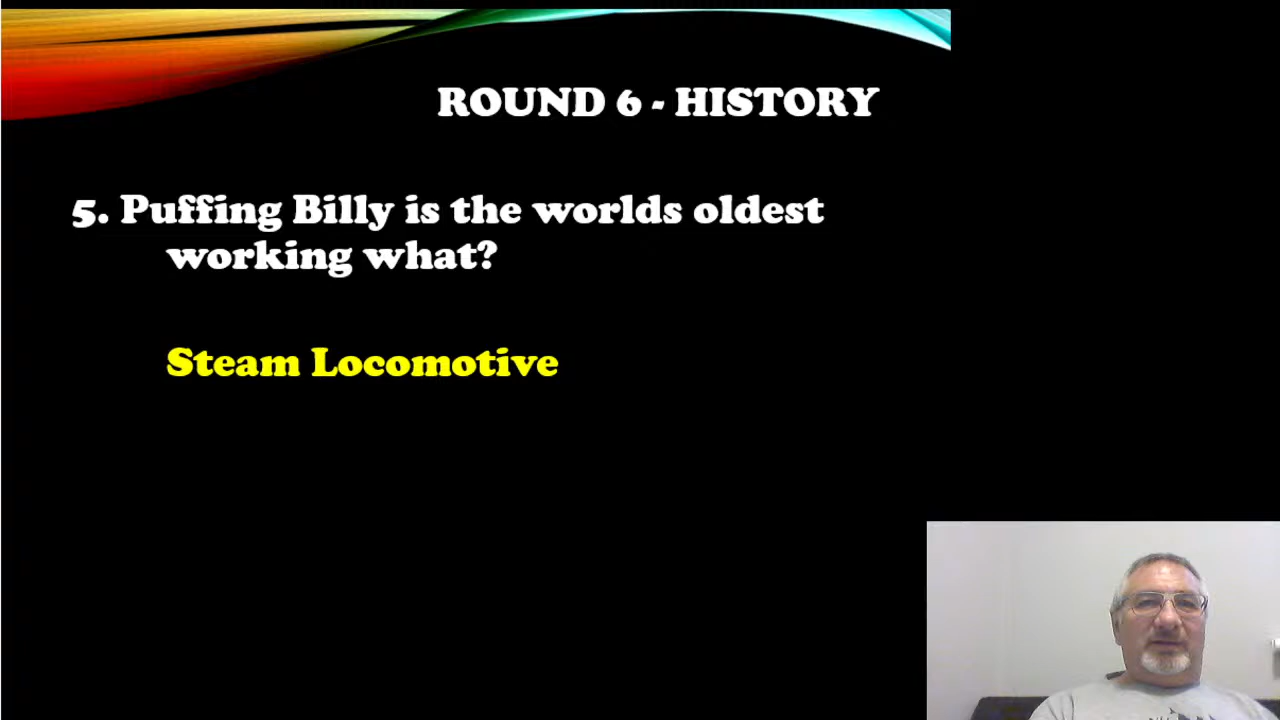 ROUND 6 - HISTORY
5. Puffing Billy is the worlds oldest
working what?
Steam Locomotive